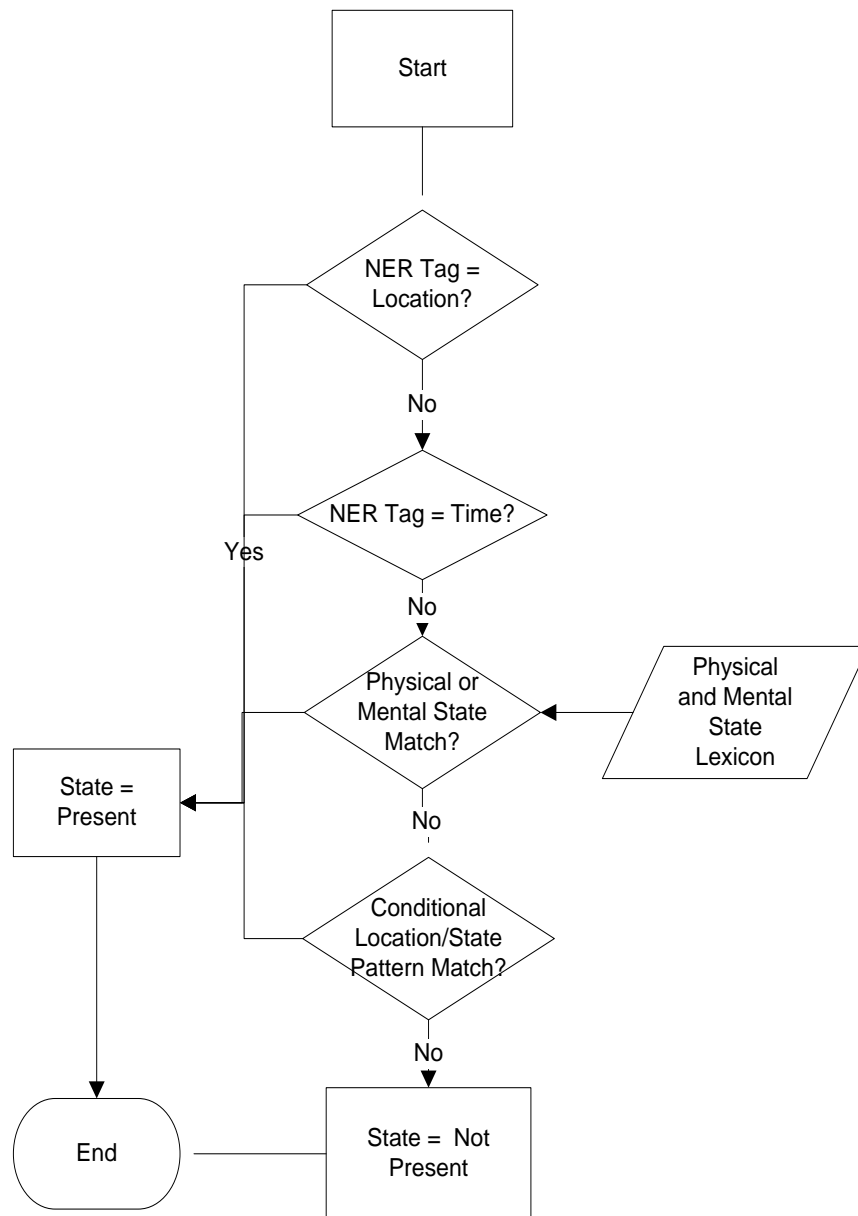 Start
NER Tag =
Location?
No
NER Tag = Time?
Yes
No
Physical or
Mental State
Match?
Physical
and Mental
State
Lexicon
State =
Present
No
Conditional
Location/State
Pattern Match?
No
End
State = Not
Present